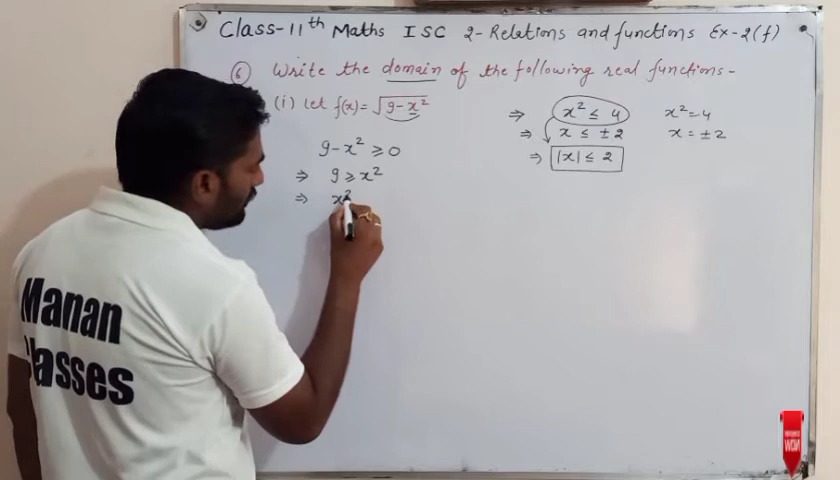 Class-11th Maths ISC 2-Relations and functions Ex-2(f)
(6) Write the domain of the following real functions-
(i) let f(x) = √9-x²
9-x² ≥ 0
⇒ 9 ≥ x²
⇒ x²
⇒ x² ≤ 4
⇒ x ≤ ±2
⇒ |x| ≤ 2
x² = 4
x = ±2
Manan
Classes